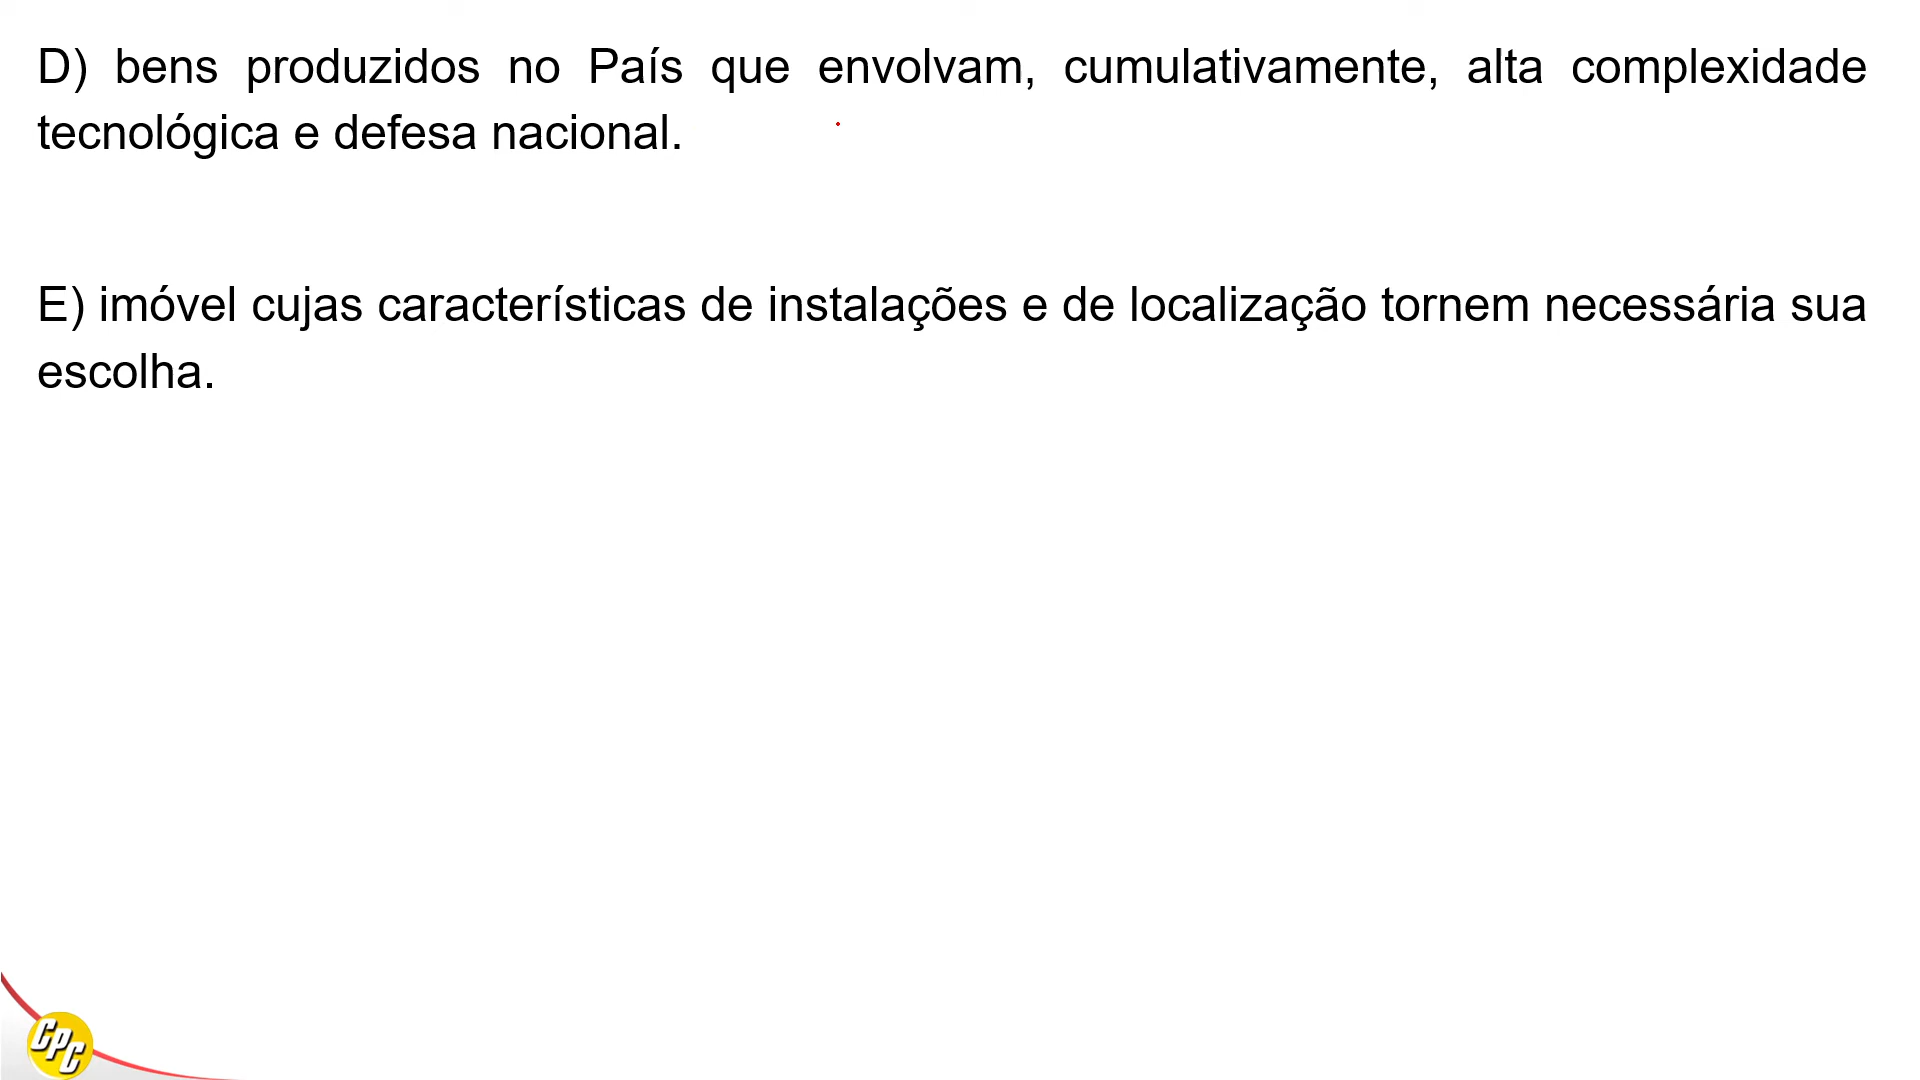 D) bens produzidos no País que envolvam, cumulativamente, alta complexidade
tecnológica e defesa nacional.
E) imóvel cujas características de instalações e de localização tornem necessária sua
escolha.
CPC